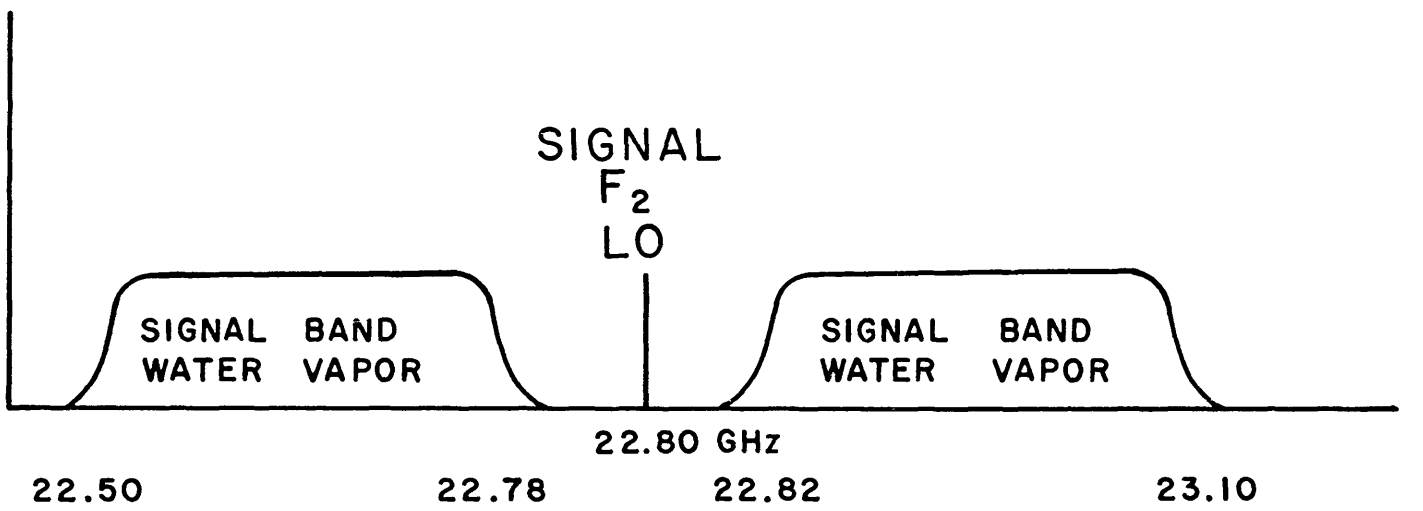 SIGNAL
F₂
LO
SIGNAL BAND
WATER VAPOR
SIGNAL BAND
WATER VAPOR
22.80 GHz
22.50 22.78 22.82 23.10